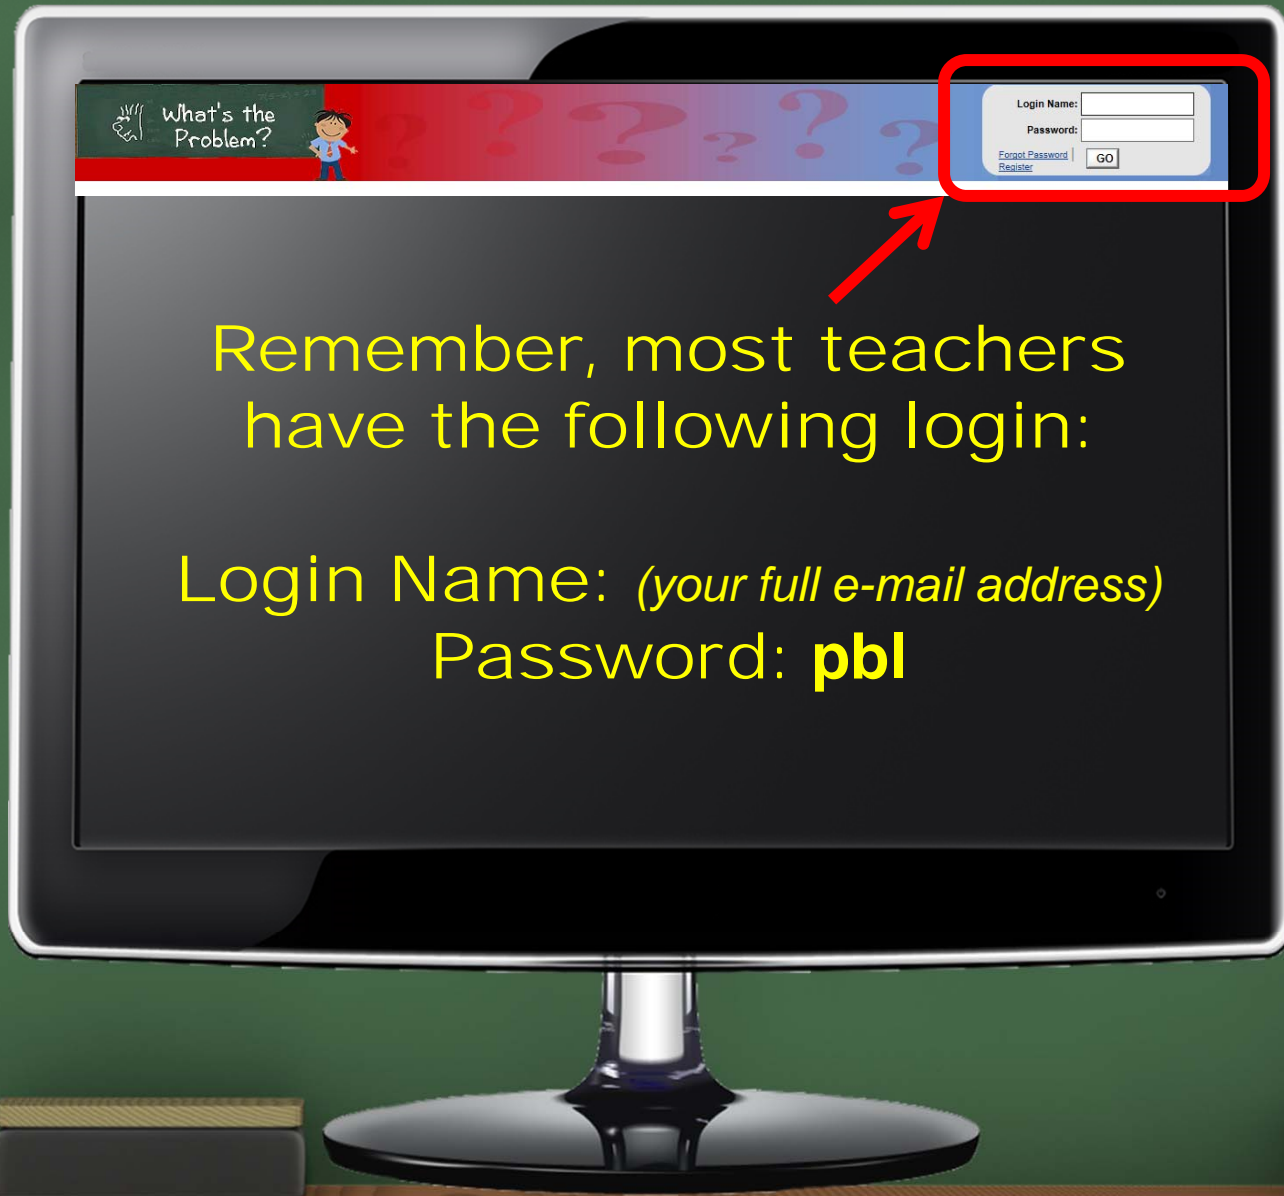 What's the
Problem?
Login Name:
Password:
Forgot Password
Register
GO
Remember, most teachers
have the following login:
Login Name: (your full e-mail address)
Password: pbl